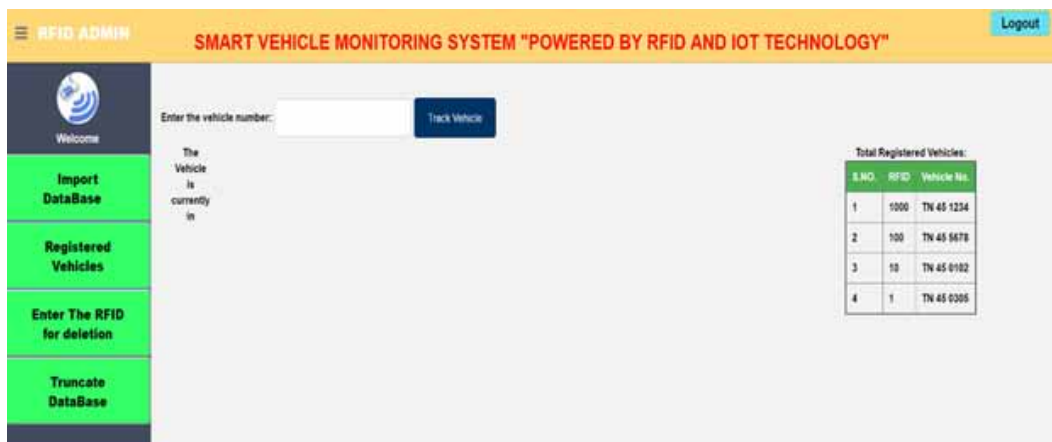 ☰ RFID ADMIN
SMART VEHICLE MONITORING SYSTEM "POWERED BY RFID AND IOT TECHNOLOGY"
Logout
Welcome
Import
DataBase
Registered
Vehicles
Enter The RFID
for deletion
Truncate
DataBase
Enter the vehicle number:
Track Vehicle
The
Vehicle
is
currently
in
Total Registered Vehicles:
S.NO. RFID Vehicle No.
1 1000 TN 45 1234
2 100 TN 45 5678
3 10 TN 45 0102
4 1 TN 45 0305